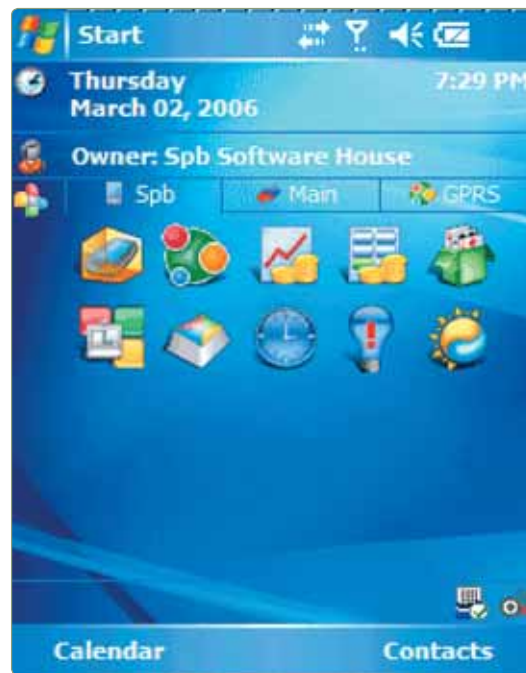 Start
Thursday 7:29 PM
March 02, 2006
Owner: Spb Software House
Spb Main GPRS
Calendar Contacts